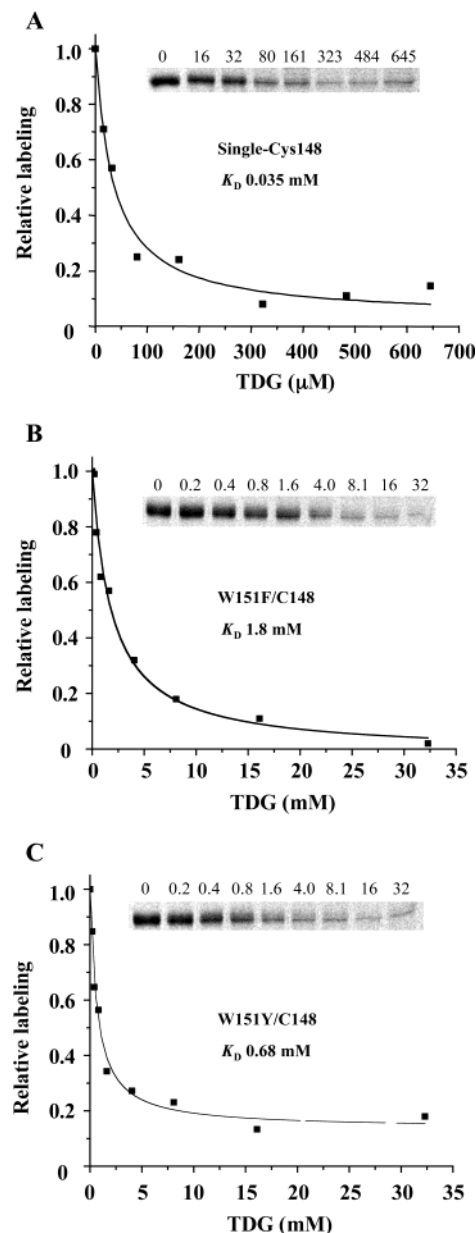 A
0 16 32 80 161 323 484 645
1.0
0.8
0.6
0.4
0.2
0
Relative labeling
Single-Cys148
K_D 0.035 mM
0 100 200 300 400 500 600 700
TDG (μM)
B
0 0.2 0.4 0.8 1.6 4.0 8.1 16 32
1.0
0.8
0.6
0.4
0.2
0
Relative labeling
W151F/C148
K_D 1.8 mM
0 5 10 15 20 25 30 35
TDG (mM)
C
0 0.2 0.4 0.8 1.6 4.0 8.1 16 32
1.0
0.8
0.6
0.4
0.2
0
Relative labeling
W151Y/C148
K_D 0.68 mM
0 5 10 15 20 25 30 35
TDG (mM)